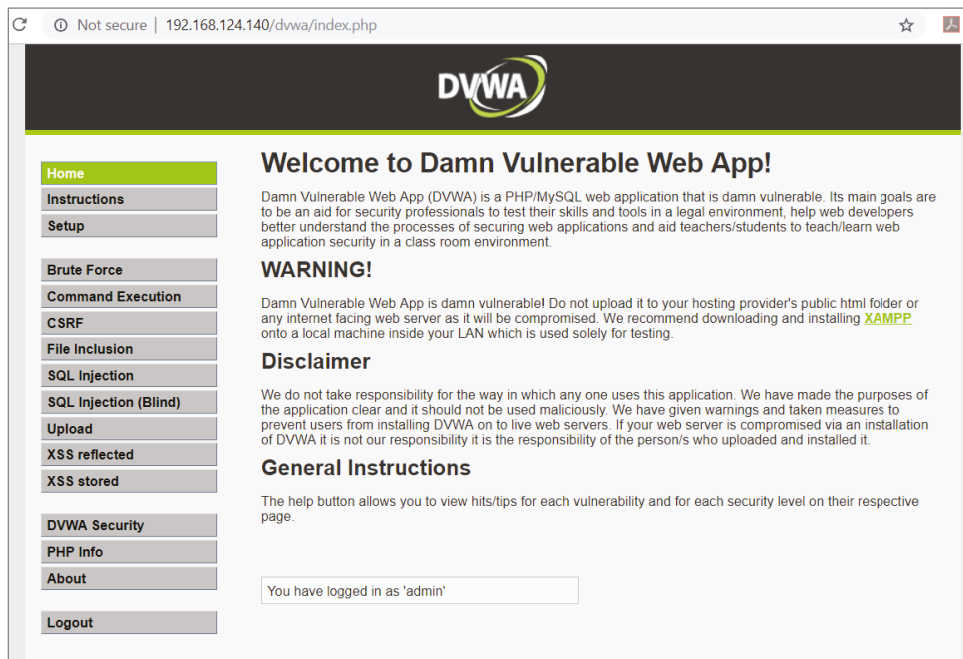 Not secure | 192.168.124.140/dvwa/index.php
DVWA
Home
Instructions
Setup
Brute Force
Command Execution
CSRF
File Inclusion
SQL Injection
SQL Injection (Blind)
Upload
XSS reflected
XSS stored
DVWA Security
PHP Info
About
Logout
Welcome to Damn Vulnerable Web App!
Damn Vulnerable Web App (DVWA) is a PHP/MySQL web application that is damn vulnerable. Its main goals are
to be an aid for security professionals to test their skills and tools in a legal environment, help web developers
better understand the processes of securing web applications and aid teachers/students to teach/learn web
application security in a class room environment.
WARNING!
Damn Vulnerable Web App is damn vulnerable! Do not upload it to your hosting provider's public html folder or
any internet facing web server as it will be compromised. We recommend downloading and installing XAMPP
onto a local machine inside your LAN which is used solely for testing.
Disclaimer
We do not take responsibility for the way in which any one uses this application. We have made the purposes of
the application clear and it should not be used maliciously. We have given warnings and taken measures to
prevent users from installing DVWA on to live web servers. If your web server is compromised via an installation
of DVWA it is not our responsibility it is the responsibility of the person/s who uploaded and installed it.
General Instructions
The help button allows you to view hits/tips for each vulnerability and for each security level on their respective
page.
You have logged in as 'admin'